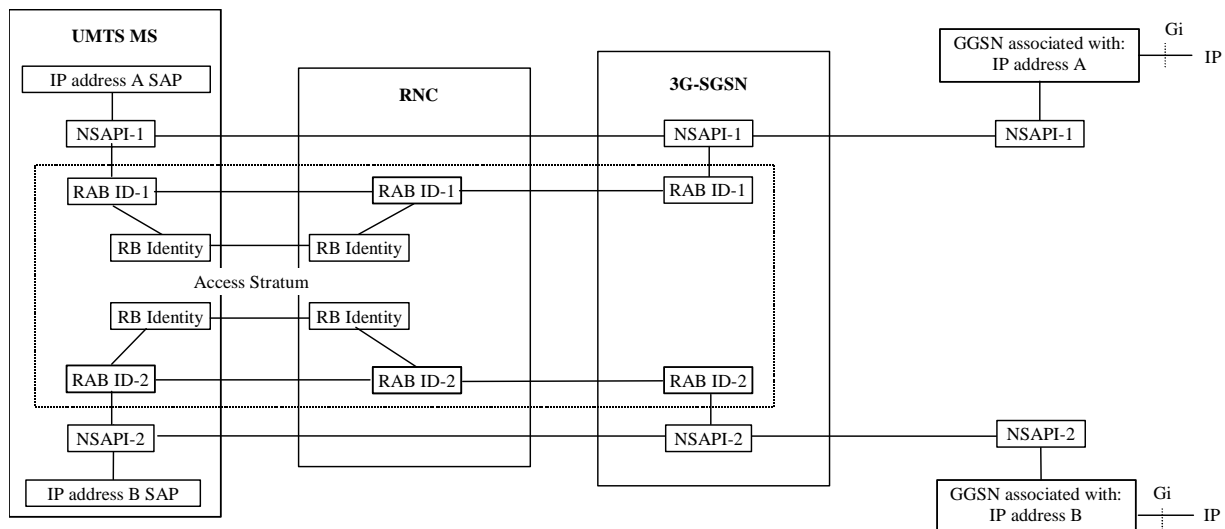 UMTS MS
IP address A SAP
NSAPI-1
RAB ID-1
RB Identity
RNC
RAB ID-1
RB Identity
3G-SGSN
NSAPI-1
RAB ID-1
GGSN associated with:
IP address A
Gi
IP
NSAPI-1
Access Stratum
RB Identity
RAB ID-2
NSAPI-2
IP address B SAP
RB Identity
RAB ID-2
RAB ID-2
NSAPI-2
NSAPI-2
GGSN associated with:
IP address B
Gi
IP